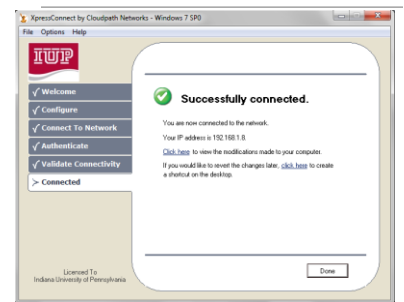 XpressConnect by Cloudpath Networks - Windows 7 SP0
File Options Help
IUP
√ Welcome
√ Configure
√ Connect To Network
√ Authenticate
√ Validate Connectivity
> Connected
Successfully connected.
You are now connected to the network.
Your IP address is 192.168.1.8.
Click here to view the modifications made to your computer.
If you would like to revert the changes later, click here to create
a shortcut on the desktop.
Licensed To
Indiana University of Pennsylvania
Done